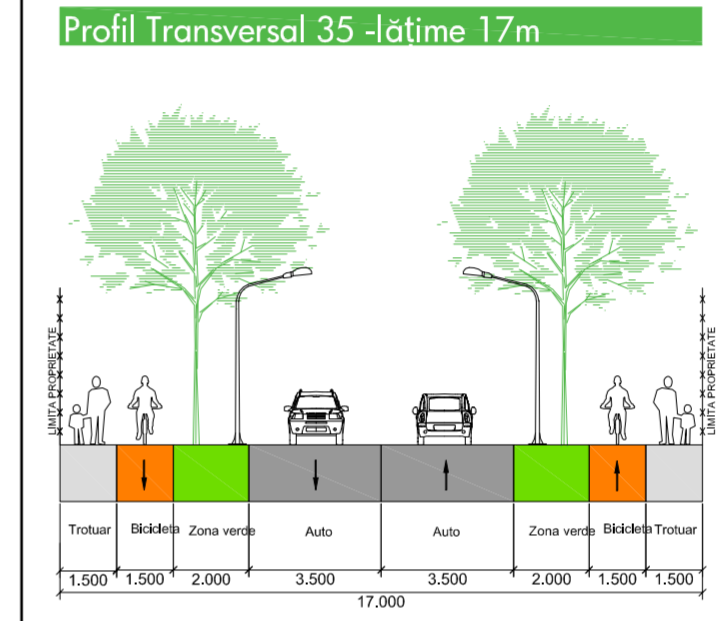 Profil Transversal 35 -lățime 17m
LIMITA PROPRIETATE
LIMITA PROPRIETATE
Trotuar Bicicleta Zona verde Auto Auto Zona verde Bicicleta Trotuar
1.500 1.500 2.000 3.500 3.500 2.000 1.500 1.500
17.000